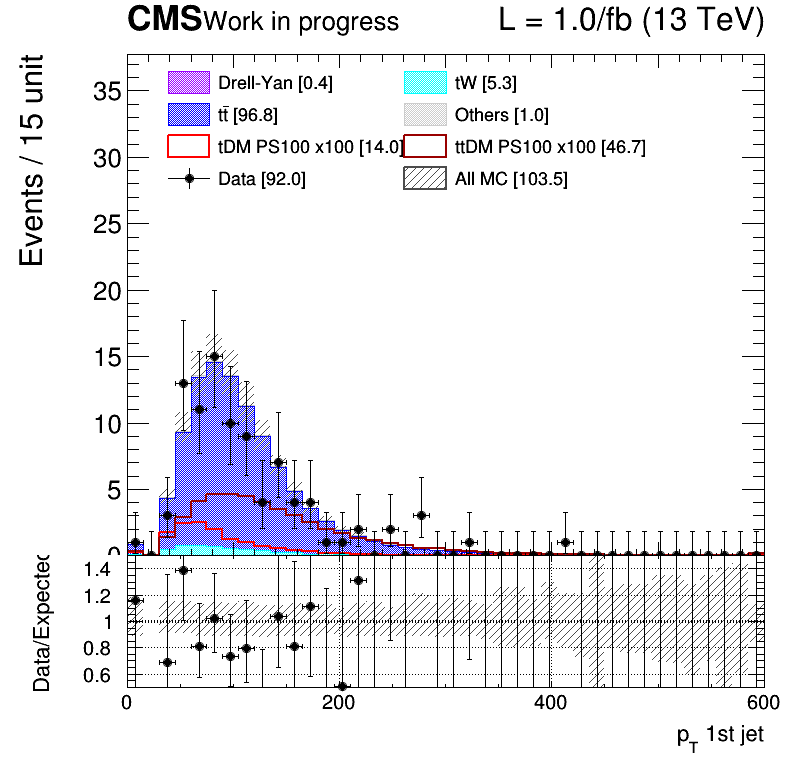 CMS Work in progress L = 1.0/fb (13 TeV)
Events / 15 unit
Drell-Yan [0.4] tW [5.3]
tt̄ [96.8] Others [1.0]
tDM PS100 x100 [14.0] ttDM PS100 x100 [46.7]
Data [92.0] All MC [103.5]
35
30
25
20
15
10
5
0
Data/Expected
1.4
1.2
1
0.8
0.6
0 200 400 600
p_T 1st jet